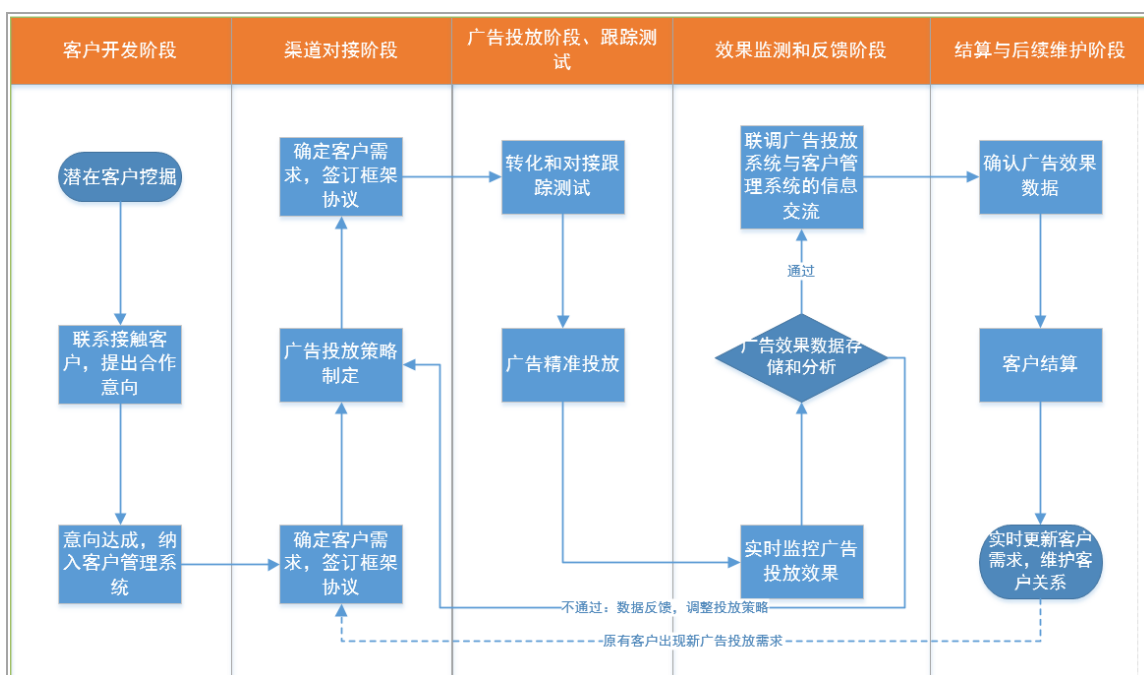 客户开发阶段
渠道对接阶段
广告投放阶段、跟踪测
试
效果监测和反馈阶段
结算与后续维护阶段
潜在客户挖掘
联系接触客
户，提出合作
意向
意向达成，纳
入客户管理系
统
确定客户需
求，签订框架
协议
广告投放策略
制定
确定客户需
求，签订框架
协议
转化和对接跟
踪测试
广告精准投放
联调广告投放
系统与客户管
理系统的信息
交流
通过
广告效果数据存
储和分析
实时监控广告
投放效果
不通过：数据反馈，调整投放策略
原有客户出现新广告投放需求
确认广告效果
数据
客户结算
实时更新客户
需求，维护客
户关系